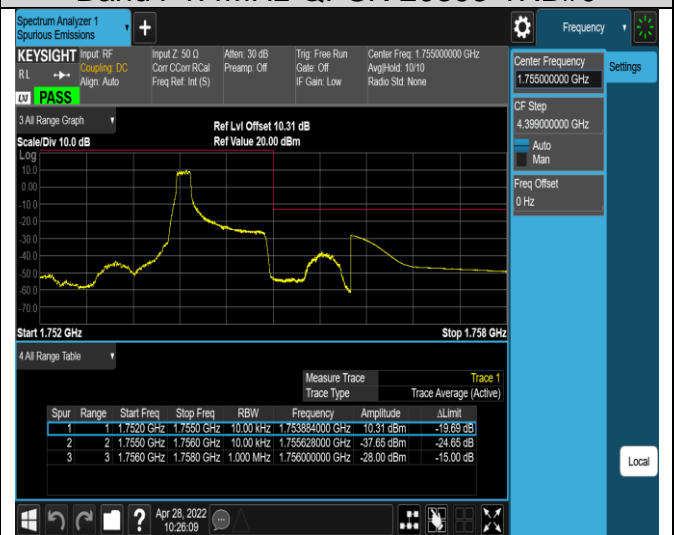 Spectrum Analyzer 1
Spurious Emissions
+
Frequency
KEYSIGHT Input: RF Input Z: 50 Ω Atten: 30 dB Trig: Free Run Center Freq: 1.755000000 GHz
RL Coupling: DC Corr CCorr RCal Preamp: Off Gate: Off Avg|Hold: 10/10
Align: Auto Freq Ref: Int (S) IF Gain: Low Radio Std: None
LXI PASS
3 All Range Graph
Ref Lvl Offset 10.31 dB
Scale/Div 10.0 dB Ref Value 20.00 dBm
Log
10.0
0.00
-10.0
-20.0
-30.0
-40.0
-50.0
-60.0
-70.0
Start 1.752 GHz Stop 1.758 GHz
4 All Range Table
Measure Trace Trace 1
Trace Type Trace Average (Active)
Spur Range Start Freq Stop Freq RBW Frequency Amplitude ΔLimit
1 1 1.7520 GHz 1.7550 GHz 10.00 kHz 1.753884000 GHz 10.31 dBm -19.69 dB
2 2 1.7550 GHz 1.7560 GHz 10.00 kHz 1.755628000 GHz -37.65 dBm -24.65 dB
3 3 1.7560 GHz 1.7580 GHz 1.000 MHz 1.756000000 GHz -28.00 dBm -15.00 dB
Center Frequency
1.755000000 GHz
Settings
CF Step
4.399000000 GHz
Auto
Man
Freq Offset
0 Hz
Local
?
Apr 28, 2022
10:26:09